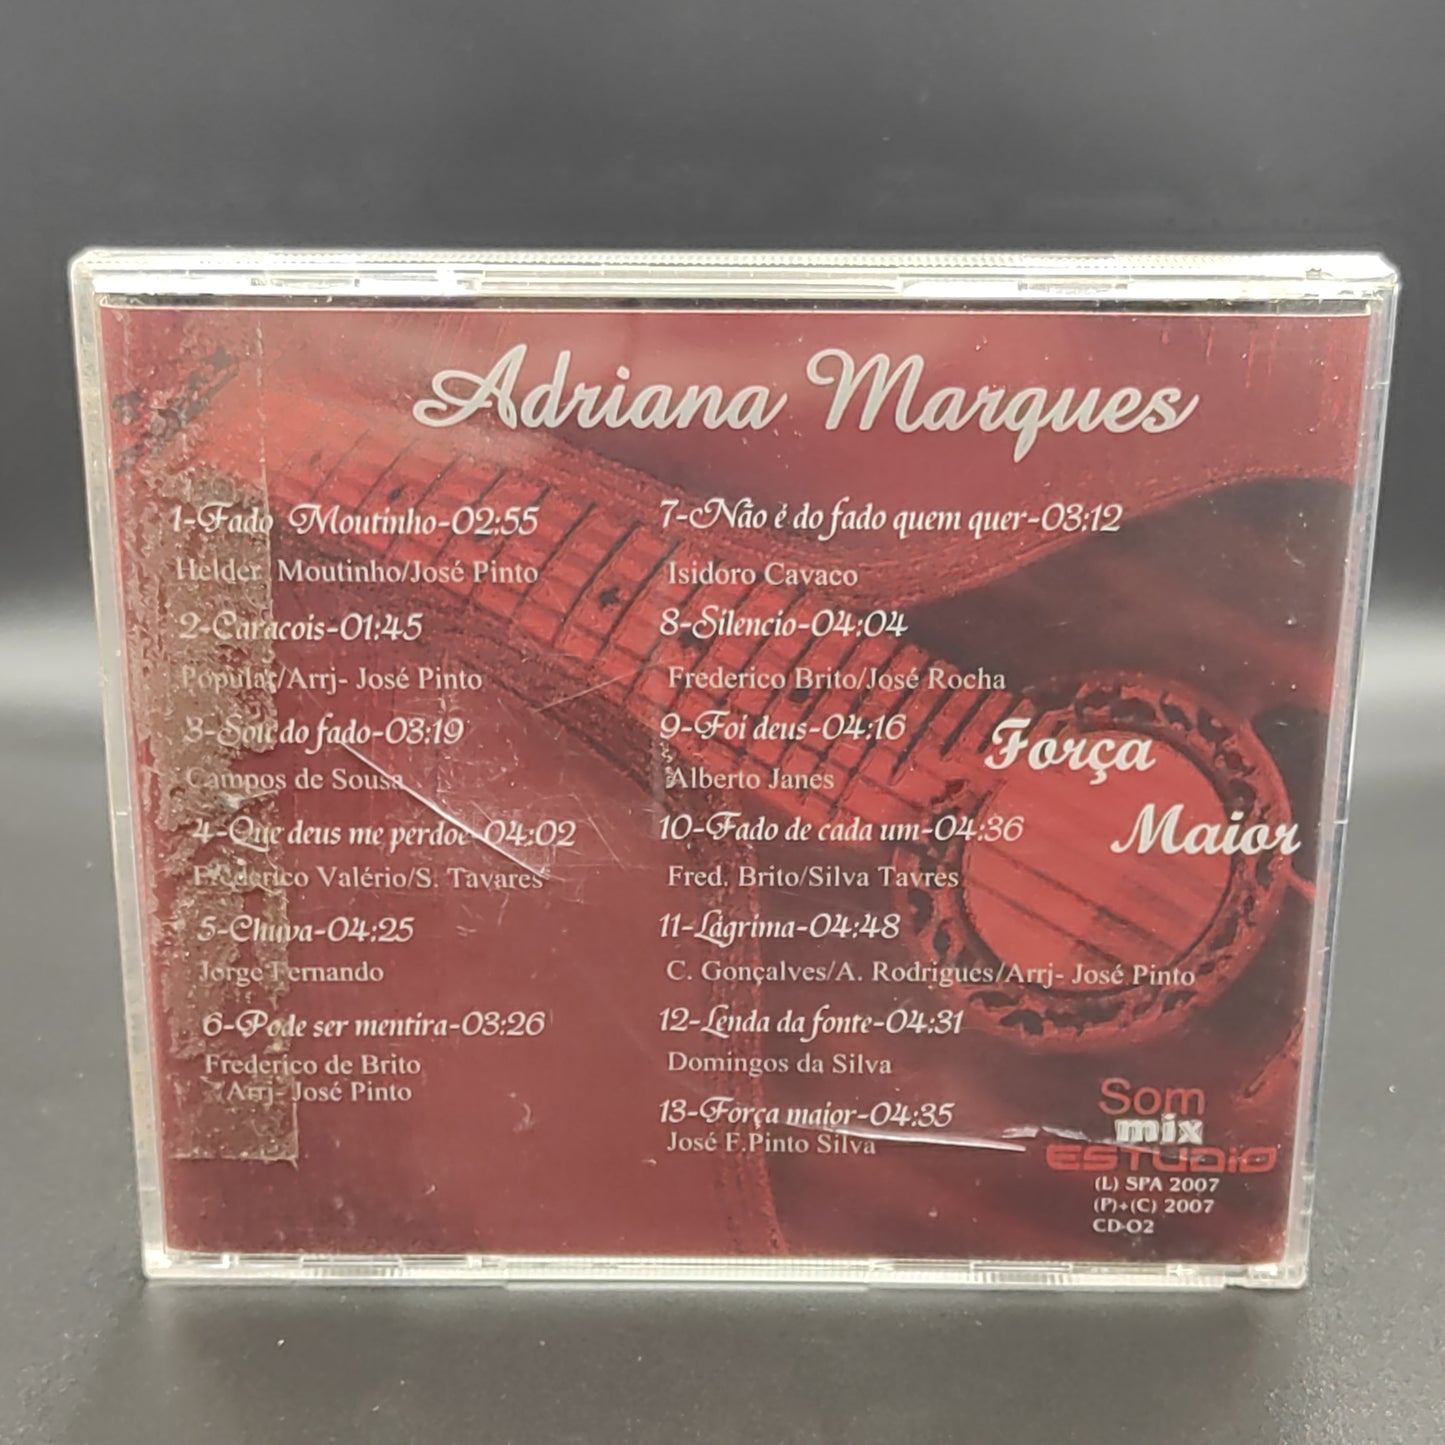 Adriana Marques
1-Fado Moutinho-02:55
Helder Moutinho/José Pinto
2-Caracois-01:45
Popular/Arrj- José Pinto
3-Sou do fado-03:19
Campos de Sousa
4-Que deus me perdoe-04:02
Frederico Valério/S. Tavares
5-Chuva-04:25
Jorge Fernando
6-Pode ser mentira-03:26
Frederico de Brito
/Arrj- José Pinto
7-Não é do fado quem quer-03:12
Isidoro Cavaco
8-Silencio-04:04
Frederico Brito/José Rocha
9-Foi deus-04:16
Alberto Janes
10-Fado de cada um-04:36
Fred. Brito/Silva Tavres
11-Lágrima-04:48
C. Gonçalves/A. Rodrigues/Arrj- José Pinto
12-Lenda da fonte-04:31
Domingos da Silva
13-Força maior-04:35
José F.Pinto Silva
Força
Maior
Som
mix
ESTUDIO
(L) SPA 2007
(P)+(C) 2007
CD-02